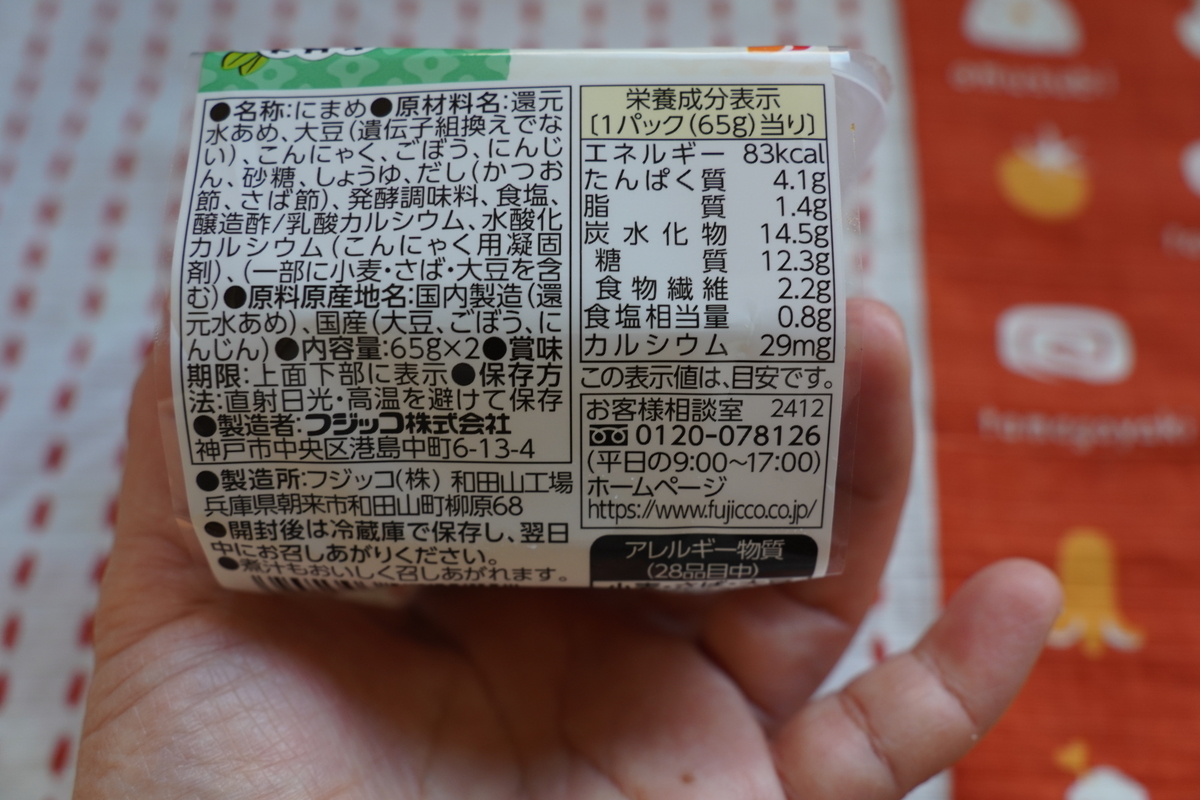 ●名称:にまめ●原材料名:還元
水あめ、大豆(遺伝子組換えでな
い)、こんにゃく、ごぼう、にんじ
ん、砂糖、しょうゆ、だし(かつお
節、さば節)、発酵調味料、食塩、
醸造酢/乳酸カルシウム、水酸化
カルシウム(こんにゃく用凝固
剤)、(一部に小麦・さば・大豆を含
む)●原料原産地名:国内製造(還
元水あめ)、国産(大豆、ごぼう、に
んじん)●内容量:65g×2●賞味
期限:上面下部に表示●保存方
法:直射日光・高温を避けて保存
●製造者:フジッコ株式会社
神戸市中央区港島中町6-13-4
●製造所:フジッコ(株) 和田山工場
兵庫県朝来市和田山町柳原68
●開封後は冷蔵庫で保存し、翌日
中にお召しあがりください。
●煮汁もおいしく召しあがれます。
栄養成分表示
〔1パック(65g)当り〕
エネルギー 83kcal
たんぱく質 4.1g
脂質 1.4g
炭水化物 14.5g
糖質 12.3g
食物繊維 2.2g
食塩相当量 0.8g
カルシウム 29mg
この表示値は、目安です。
お客様相談室 2412
0120-078126
(平日の9:00~17:00)
ホームページ
https://www.fujicco.co.jp/
アレルギー物質
(28品目中)